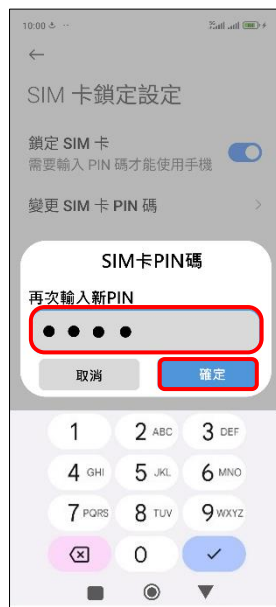 10:00
SIM 卡鎖定設定
鎖定 SIM 卡
需要輸入 PIN 碼才能使用手機
變更 SIM 卡 PIN 碼
SIM卡PIN碼
再次輸入新PIN
取消
確定
1
2 ABC
3 DEF
4 GHI
5 JKL
6 MNO
7 PQRS
8 TUV
9 WXYZ
0